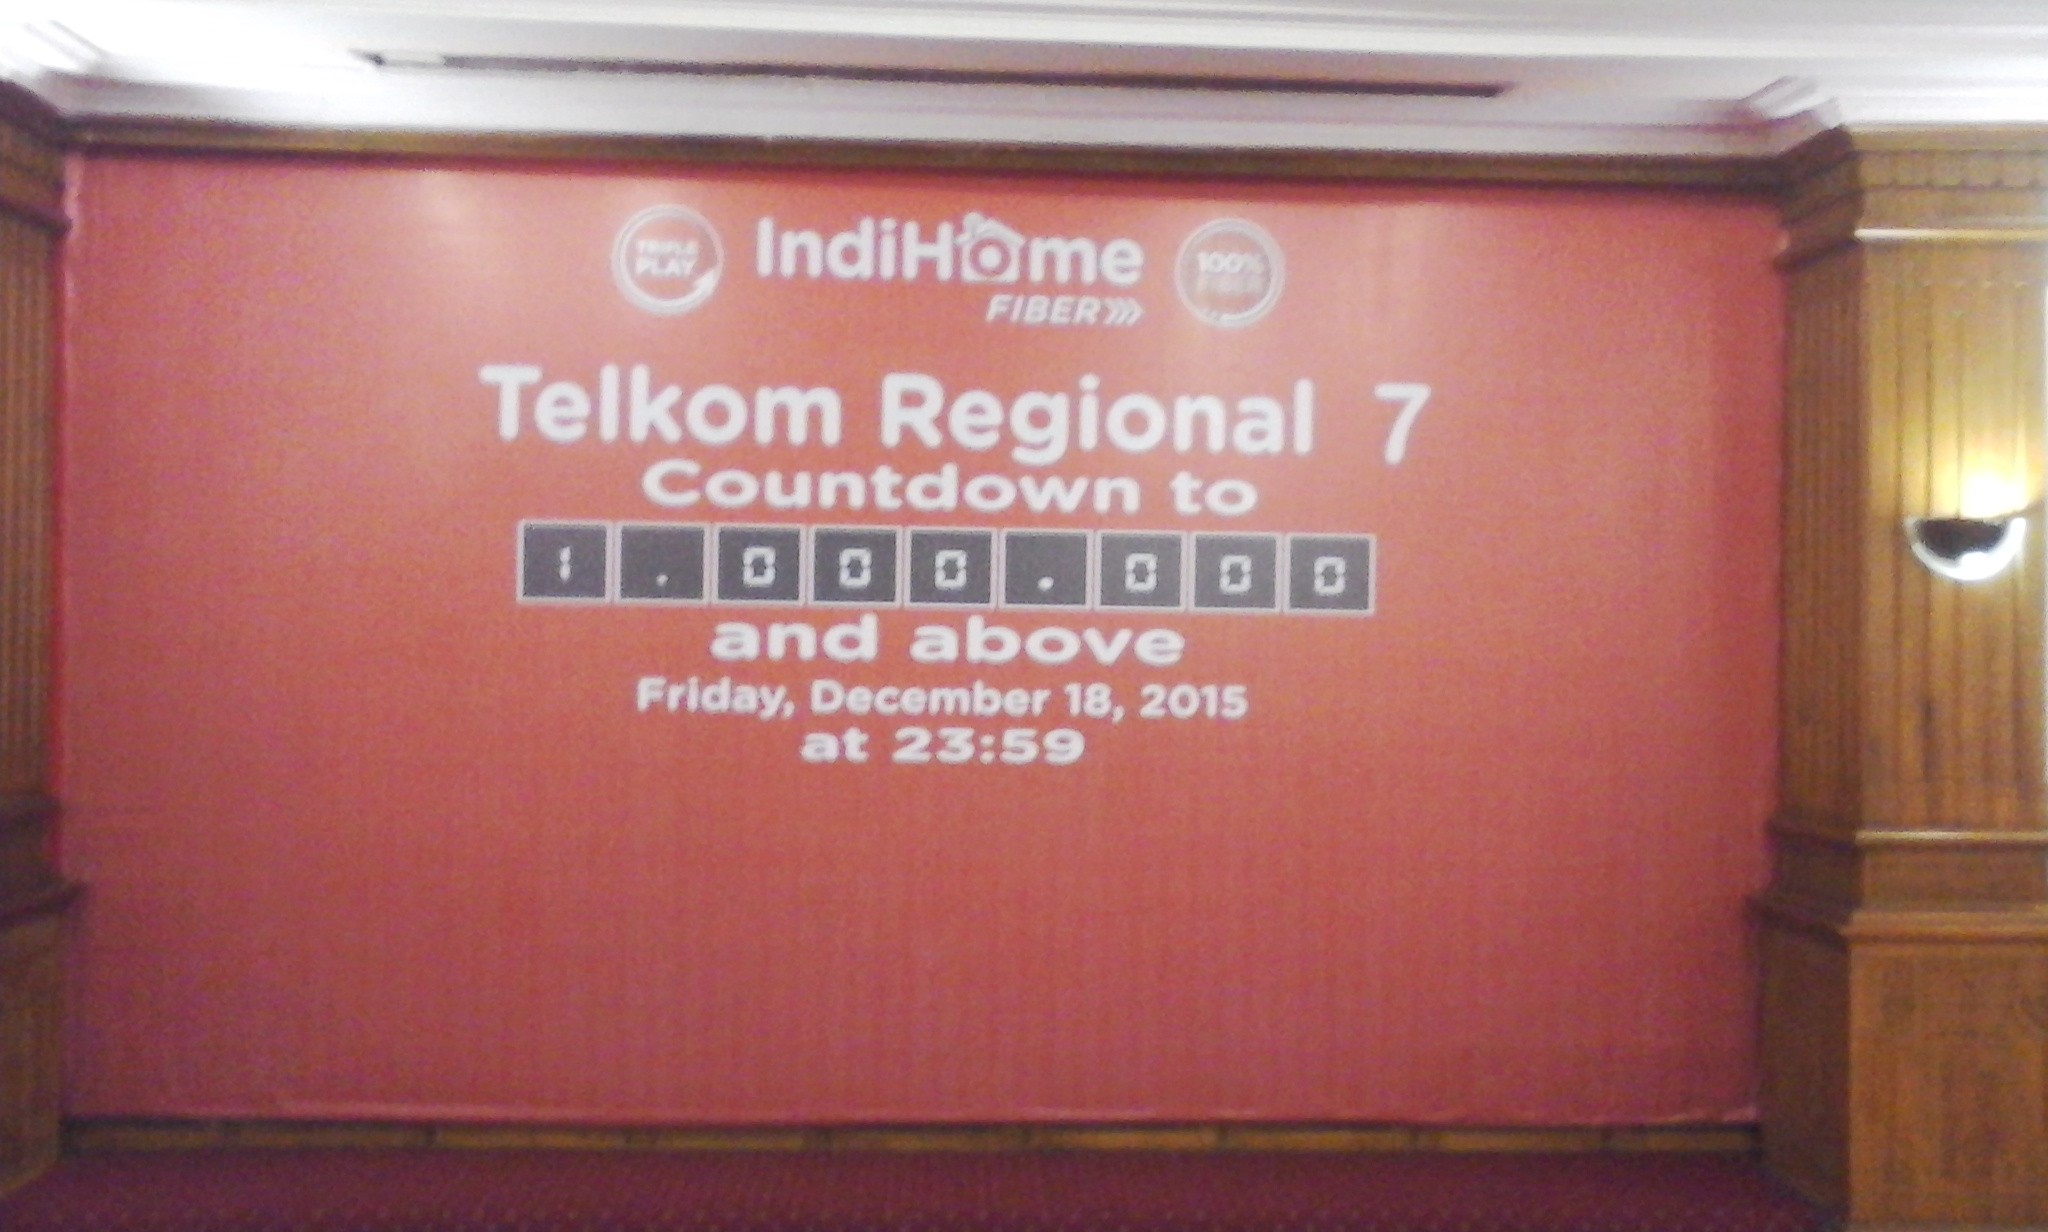 TRIPLE
PLAY
IndiHome
FIBER
100%
FIBER
Telkom Regional 7
Countdown to
1.000.000
and above
Friday, December 18, 2015
at 23:59